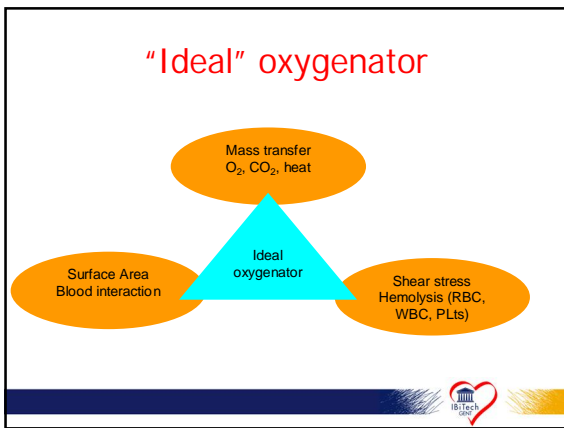 “Ideal” oxygenator
Mass transfer
O₂, CO₂, heat
Ideal
oxygenator
Surface Area
Blood interaction
Shear stress
Hemolysis (RBC,
WBC, PLts)
IBiTech
GENT